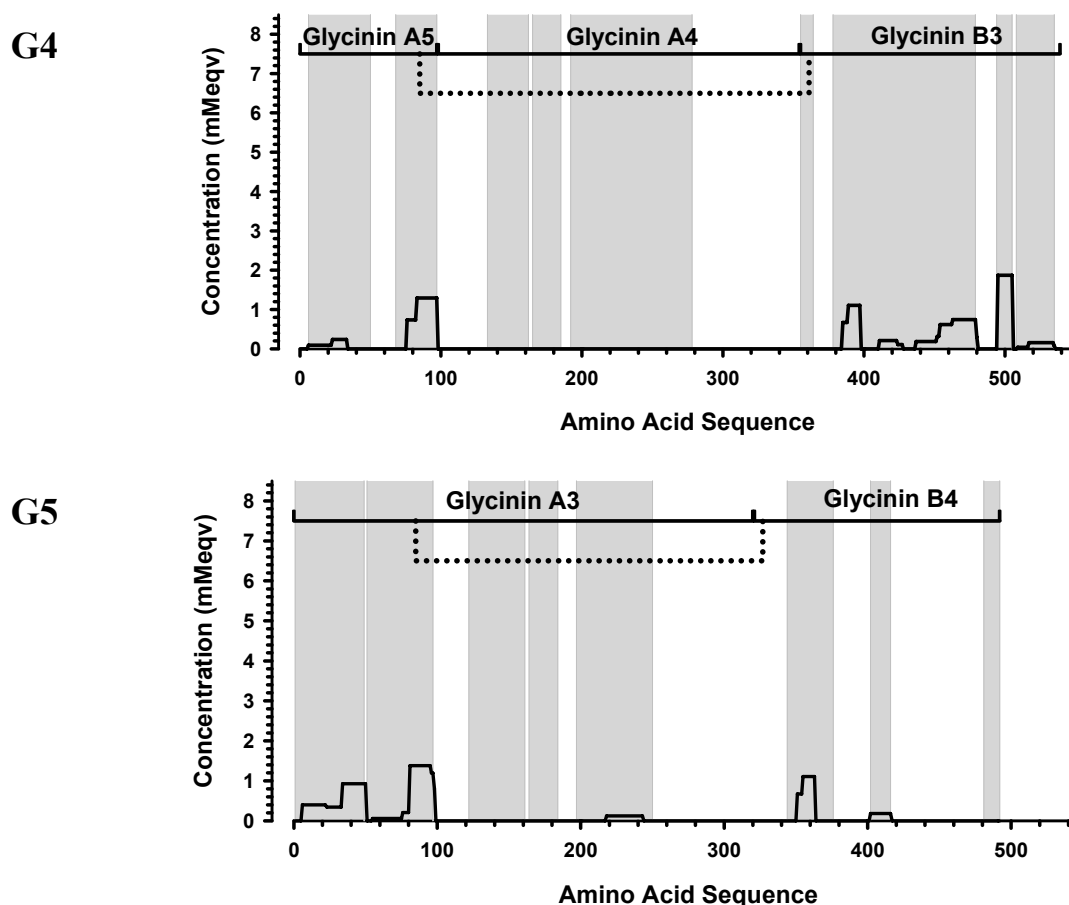 G4
Glycinin A5 Glycinin A4 Glycinin B3
Concentration (mMeqv)
8
7
6
5
4
3
2
1
0
0 100 200 300 400 500
Amino Acid Sequence
G5
Glycinin A3 Glycinin B4
Concentration (mMeqv)
8
7
6
5
4
3
2
1
0
0 100 200 300 400 500
Amino Acid Sequence